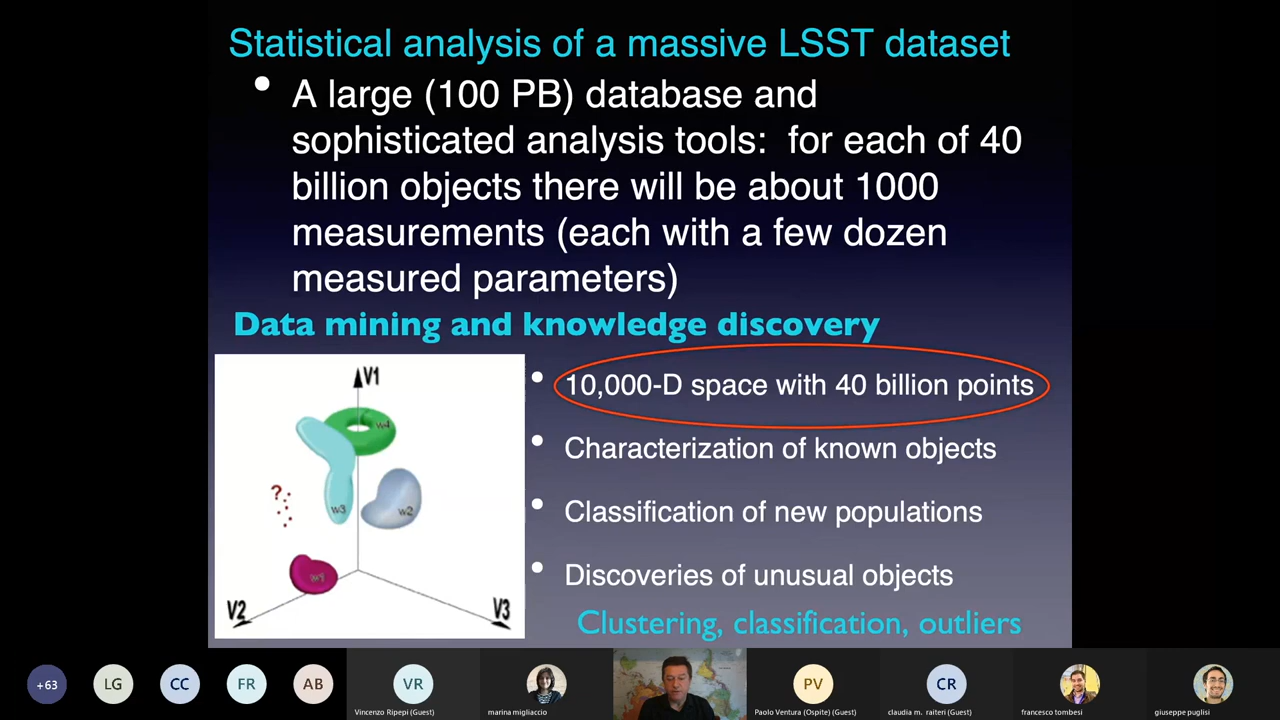 Statistical analysis of a massive LSST dataset
• A large (100 PB) database and
sophisticated analysis tools: for each of 40
billion objects there will be about 1000
measurements (each with a few dozen
measured parameters)
Data mining and knowledge discovery
V1
w4
?
w3
w2
w1
V2
V3
• 10,000-D space with 40 billion points
• Characterization of known objects
• Classification of new populations
• Discoveries of unusual objects
Clustering, classification, outliers
+63
LG
CC
FR
AB
VR
Vincenzo Ripepi (Guest)
marina migliaccio
PV
Paolo Ventura (Ospite) (Guest)
CR
claudia m. raiteri (Guest)
francesco tombesi
giuseppe puglisi